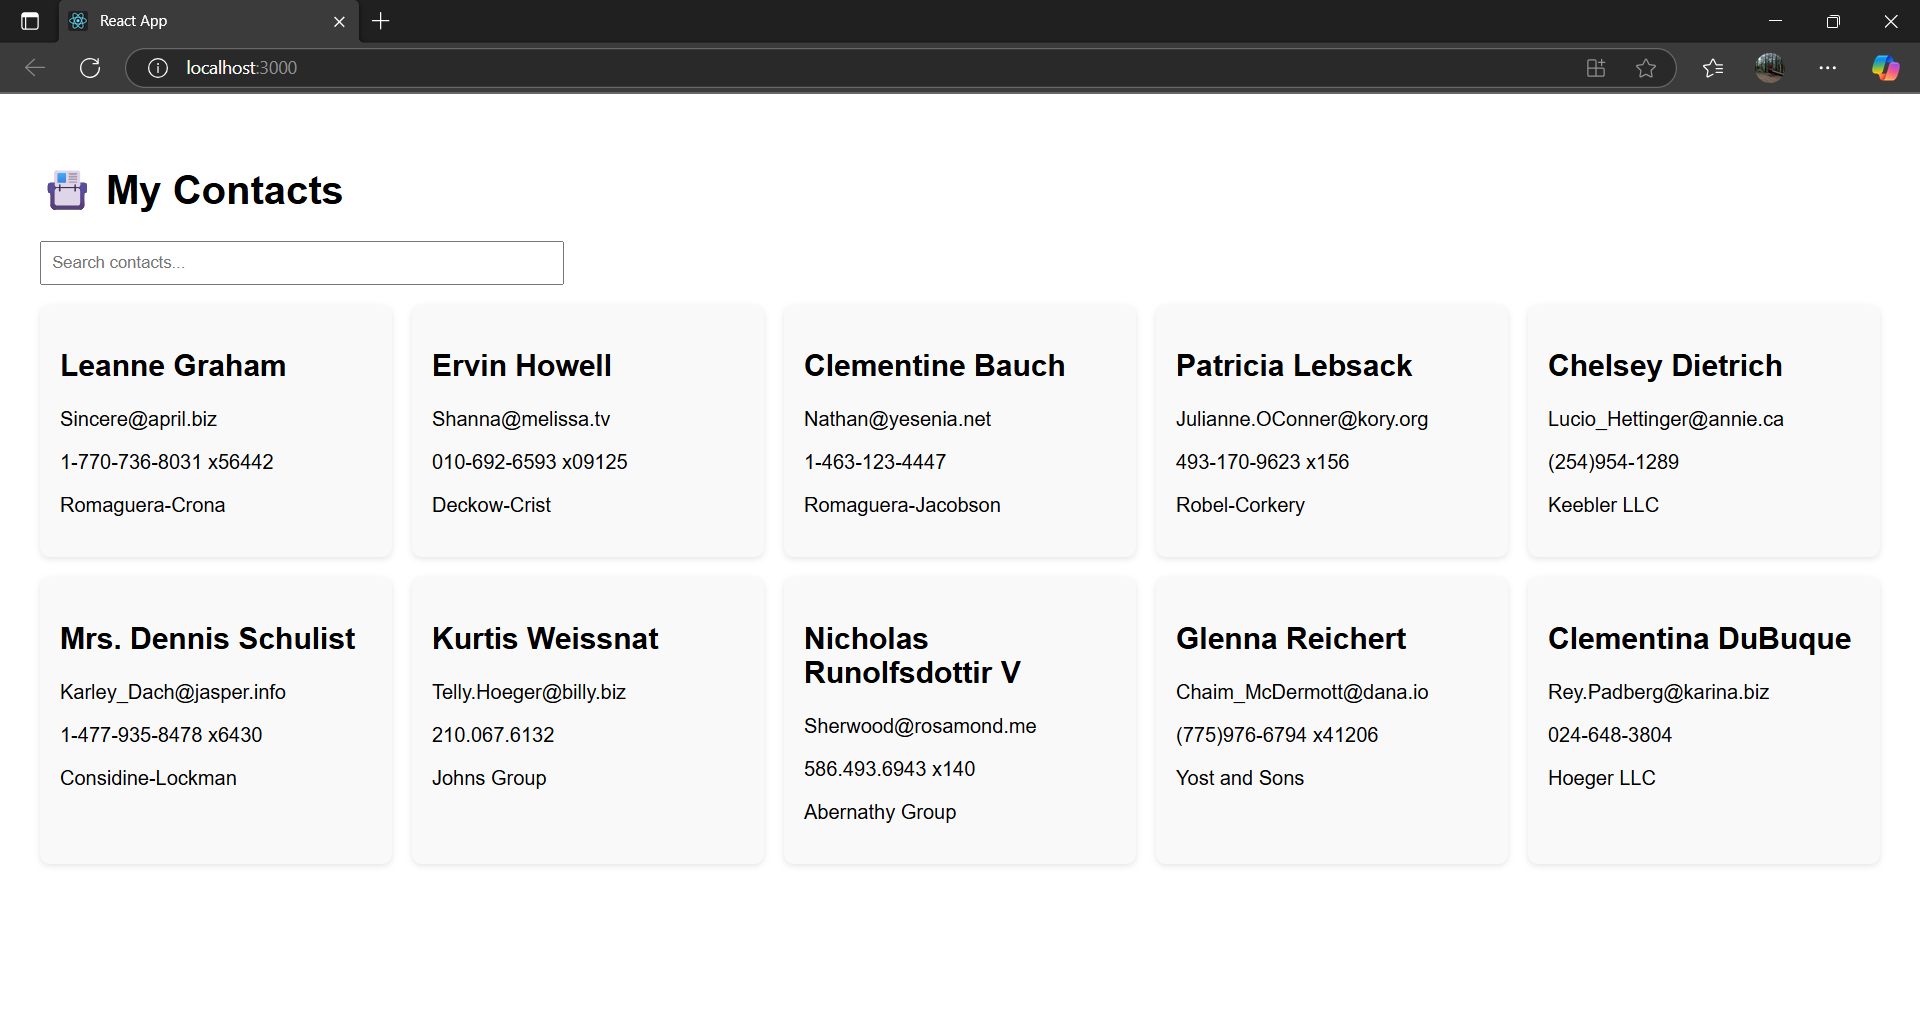 React App
localhost:3000
My Contacts
Search contacts...
Leanne Graham
Sincere@april.biz
1-770-736-8031 x56442
Romaguera-Crona
Ervin Howell
Shanna@melissa.tv
010-692-6593 x09125
Deckow-Crist
Clementine Bauch
Nathan@yesenia.net
1-463-123-4447
Romaguera-Jacobson
Patricia Lebsack
Julianne.OConner@kory.org
493-170-9623 x156
Robel-Corkery
Chelsey Dietrich
Lucio_Hettinger@annie.ca
(254)954-1289
Keebler LLC
Mrs. Dennis Schulist
Karley_Dach@jasper.info
1-477-935-8478 x6430
Considine-Lockman
Kurtis Weissnat
Telly.Hoeger@billy.biz
210.067.6132
Johns Group
Nicholas
Runolfsdottir V
Sherwood@rosamond.me
586.493.6943 x140
Abernathy Group
Glenna Reichert
Chaim_McDermott@dana.io
(775)976-6794 x41206
Yost and Sons
Clementina DuBuque
Rey.Padberg@karina.biz
024-648-3804
Hoeger LLC